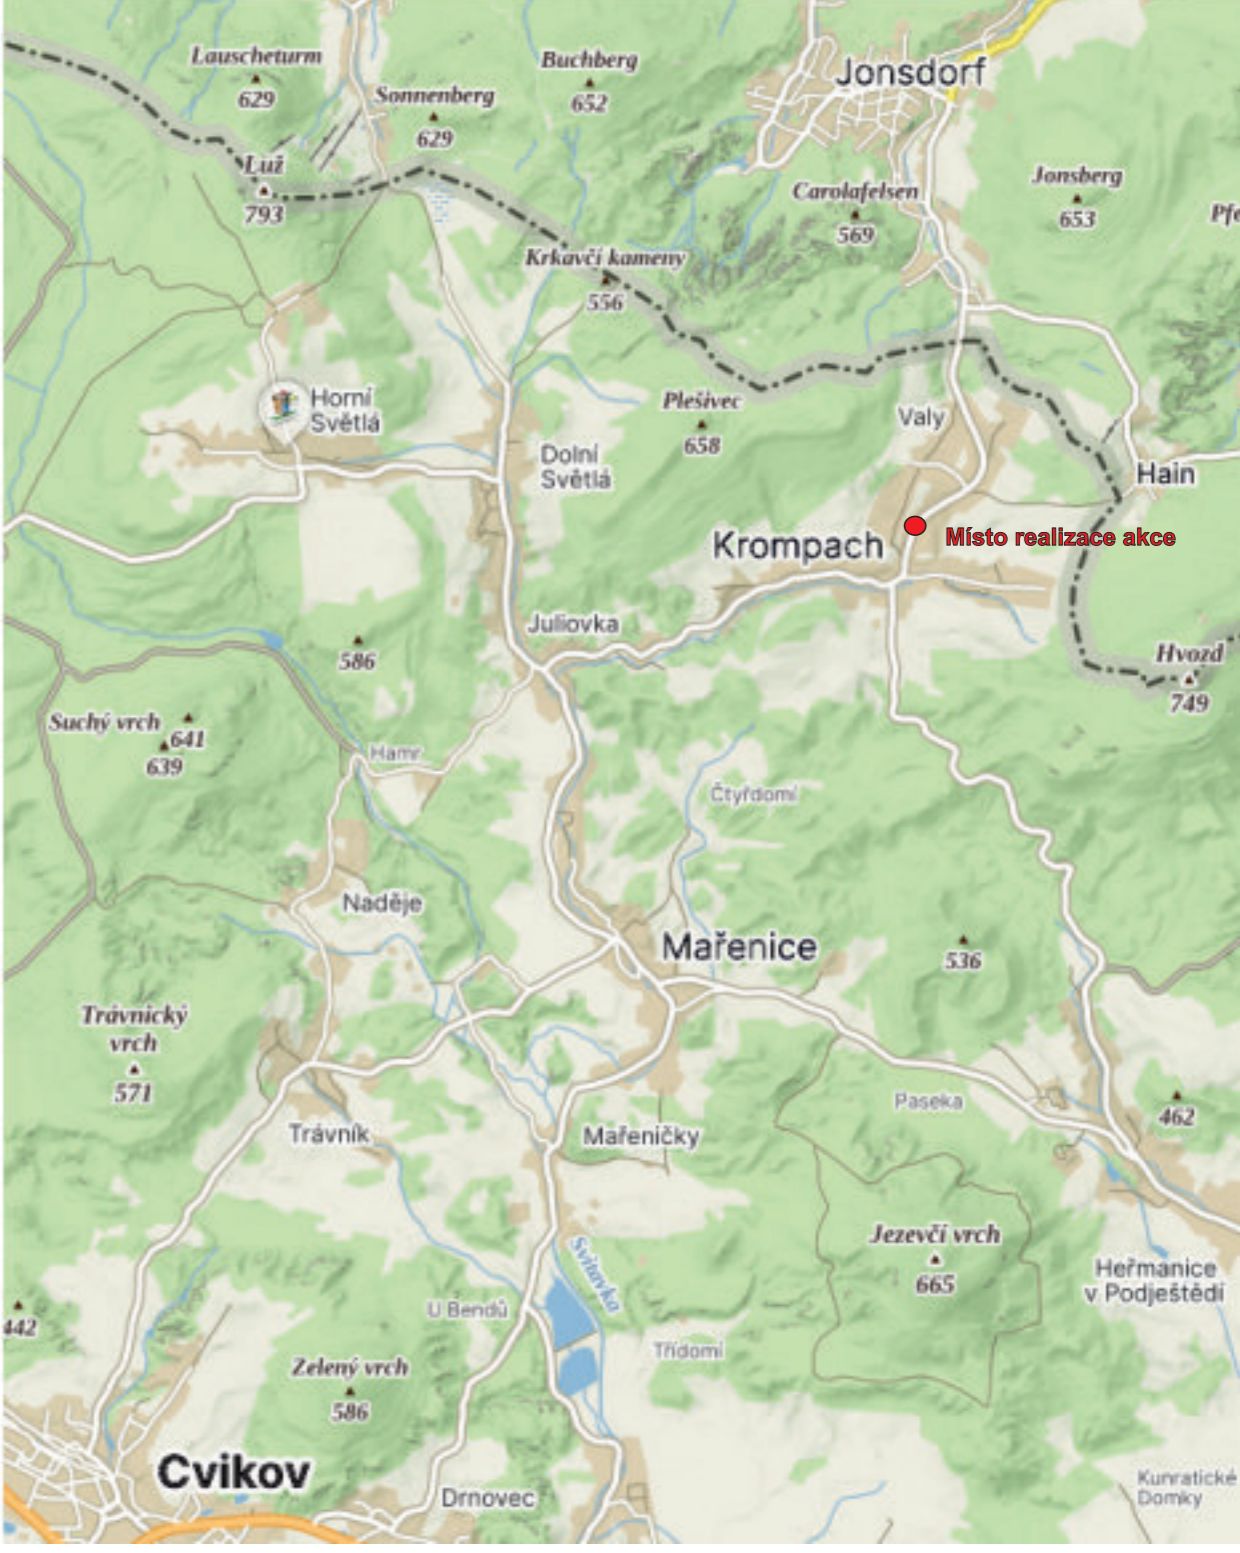 Lauscheturm
629
Sonnenberg
629
Buchberg
652
Jonsdorf
Luž
793
Carolafelsen
569
Jonsberg
653
Krkavčí kameny
556
Horní
Světlá
Plešivec
658
Valy
Dolní
Světlá
Hain
Krompach
Místo realizace akce
Juliovka
586
Hvozd
749
Suchý vrch
641
639
Hamr
Čtyřdomí
Naděje
Mařenice
536
Trávnický
vrch
571
Paseka
462
Trávník
Mařeničky
Jezevčí vrch
665
Svitavka
Heřmanice
v Podještědí
U Bendů
442
Třídomí
Zelený vrch
586
Cvikov
Drnovec
Kunratické
Domky